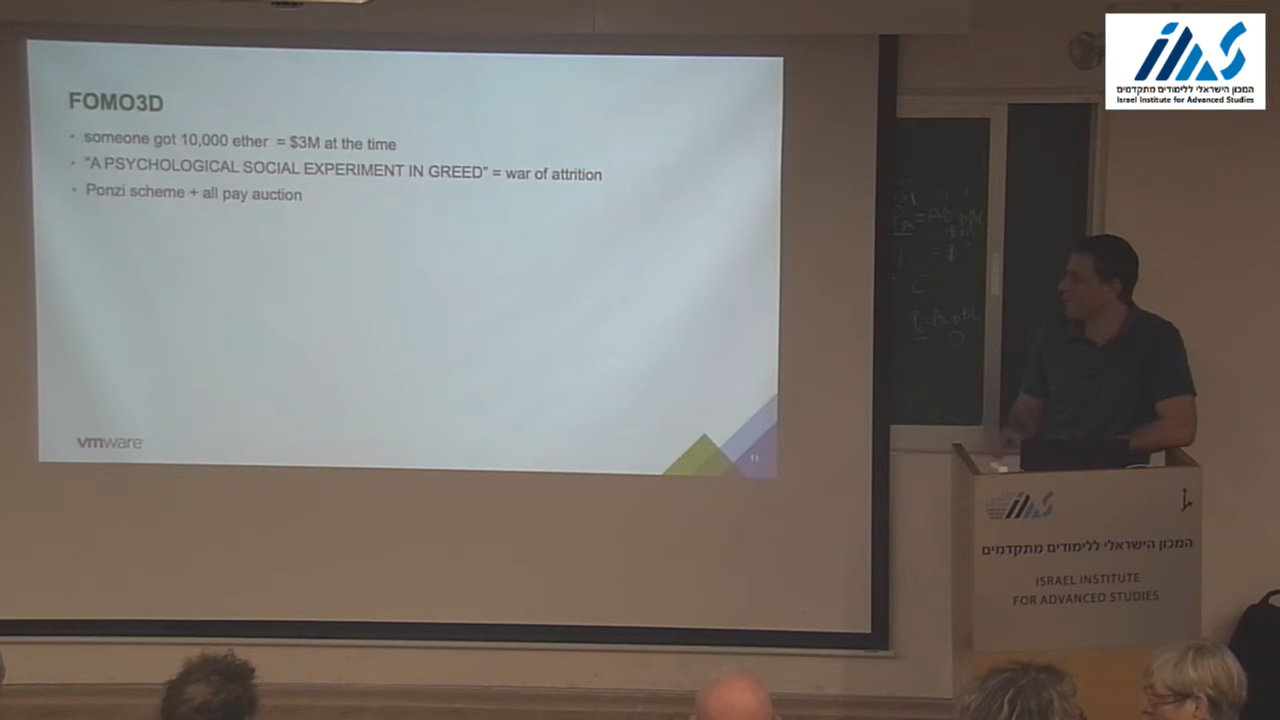 FOMO3D
• someone got 10,000 ether = $3M at the time
• "A PSYCHOLOGICAL SOCIAL EXPERIMENT IN GREED" = war of attrition
• Ponzi scheme + all pay auction
vmware
11
המכון הישראלי ללימודים מתקדמים
Israel Institute for Advanced Studies
המכון הישראלי ללימודים מתקדמים
ISRAEL INSTITUTE
FOR ADVANCED STUDIES